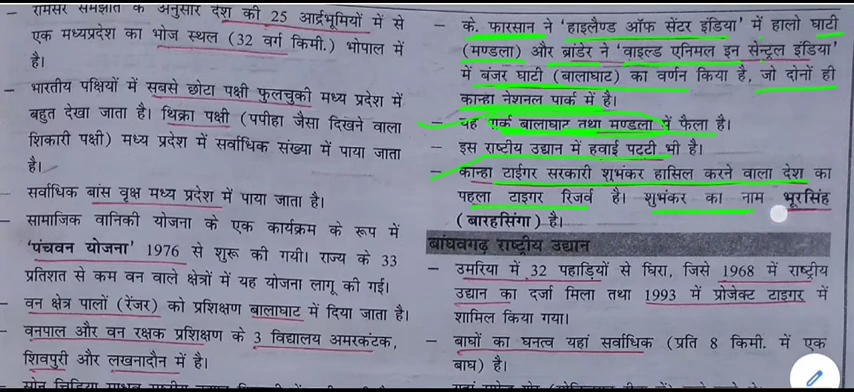 रामसर समझौते के अनुसार देश की 25 आर्द्रभूमियों में से
एक मध्यप्रदेश का भोज स्थल (32 वर्ग किमी.) भोपाल में
है।
- भारतीय पक्षियों में सबसे छोटा पक्षी फुलचुकी मध्य प्रदेश में
बहुत देखा जाता है। थिक्रा पक्षी (पपीहा जैसा दिखने वाला
शिकारी पक्षी) मध्य प्रदेश में सर्वाधिक संख्या में पाया जाता
है।
- सर्वाधिक बांस वृक्ष मध्य प्रदेश में पाया जाता है।
- सामाजिक वानिकी योजना के एक कार्यक्रम के रूप में
'पंचवन योजना' 1976 से शुरू की गयी। राज्य के 33
प्रतिशत से कम वन वाले क्षेत्रों में यह योजना लागू की गई।
- वन क्षेत्र पालों (रेंजर) को प्रशिक्षण बालाघाट में दिया जाता है।
- वनपाल और वन रक्षक प्रशिक्षण के 3 विद्यालय अमरकंटक,
शिवपुरी और लखनादौन में है।
- के. फारसान ने 'हाइलैण्ड ऑफ सेंटर इंडिया' में हालो घाटी
(मण्डला) और ब्रांडेर ने 'वाइल्ड एनिमल इन सेन्ट्रल इंडिया'
में बंजर घाटी (बालाघाट) का वर्णन किया है, जो दोनों ही
कान्हा नेशनल पार्क में है।
- यह पार्क बालाघाट तथा मण्डला में फैला है।
- इस राष्ट्रीय उद्यान में हवाई पट्टी भी है।
- कान्हा टाईगर सरकारी शुभंकर हासिल करने वाला देश का
पहला टाइगर रिजर्व है। शुभंकर का नाम भूरसिंह
(बारहसिंगा) है।
बांधवगढ़ राष्ट्रीय उद्यान
- उमरिया में 32 पहाड़ियों से घिरा, जिसे 1968 में राष्ट्रीय
उद्यान का दर्जा मिला तथा 1993 में प्रोजेक्ट टाइगर में
शामिल किया गया।
- बाघों का घनत्व यहां सर्वाधिक (प्रति 8 किमी. में एक
बाघ) है।